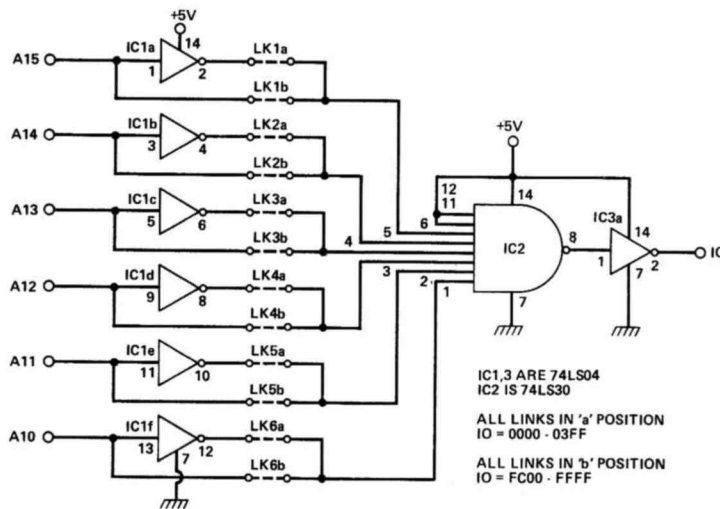 +5V
A15
IC1a
14
1
2
LK1a
LK1b
A14
IC1b
3
4
LK2a
LK2b
+5V
A13
IC1c
5
6
LK3a
LK3b
12
11
6
14
IC3a
5
4
IC2
8
14
1
2
IO
7
A12
IC1d
9
8
LK4a
LK4b
3
2
1
7
A11
IC1e
11
10
LK5a
LK5b
IC1,3 ARE 74LS04
IC2 IS 74LS30
ALL LINKS IN 'a' POSITION
IO = 0000 - 03FF
A10
IC1f
13
12
7
LK6a
LK6b
ALL LINKS IN 'b' POSITION
IO = FC00 - FFFF